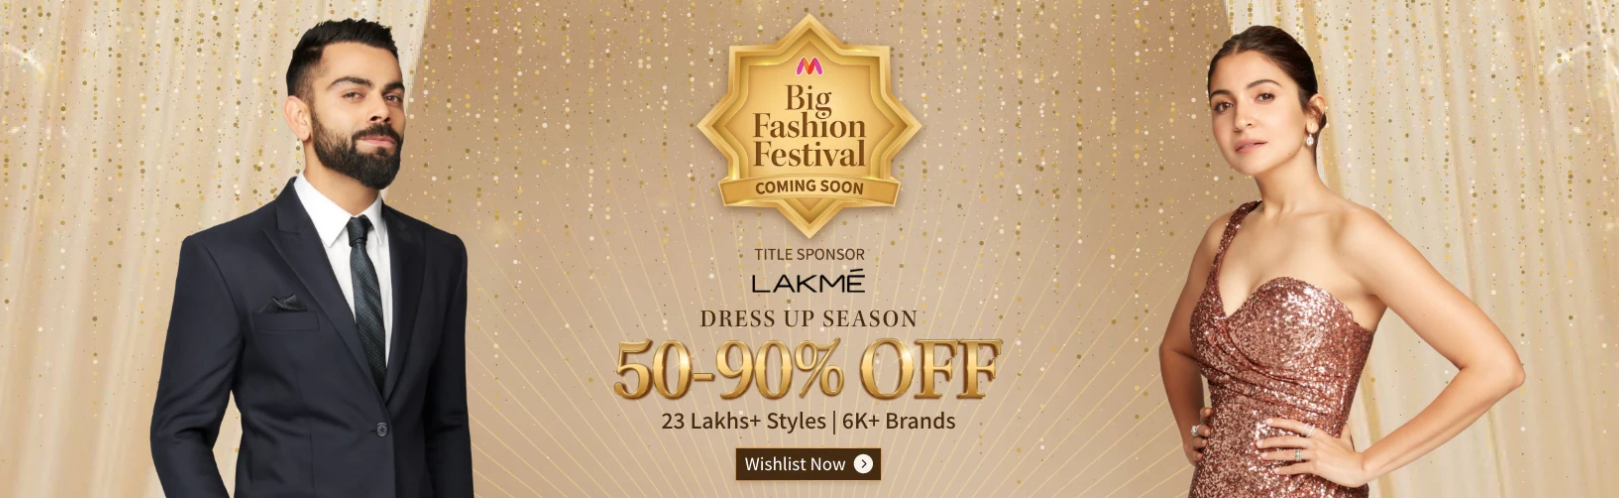 Big
Fashion
Festival
COMING SOON
TITLE SPONSOR
LAKMÉ
DRESS UP SEASON
50-90% OFF
23 Lakhs+ Styles | 6K+ Brands
Wishlist Now